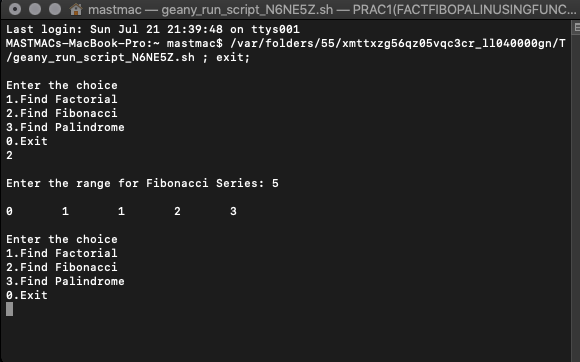 mastmac — geany_run_script_N6NE5Z.sh — PRAC1(FACTFIBOPALINUSINGFUNC...
Last login: Sun Jul 21 21:39:48 on ttys001
MASTMACs-MacBook-Pro:~ mastmac$ /var/folders/55/xmttxzg56qz05vqc3cr_ll040000gn/T
/geany_run_script_N6NE5Z.sh ; exit;
Enter the choice
1.Find Factorial
2.Find Fibonacci
3.Find Palindrome
0.Exit
2
Enter the range for Fibonacci Series: 5
0 1 1 2 3
Enter the choice
1.Find Factorial
2.Find Fibonacci
3.Find Palindrome
0.Exit